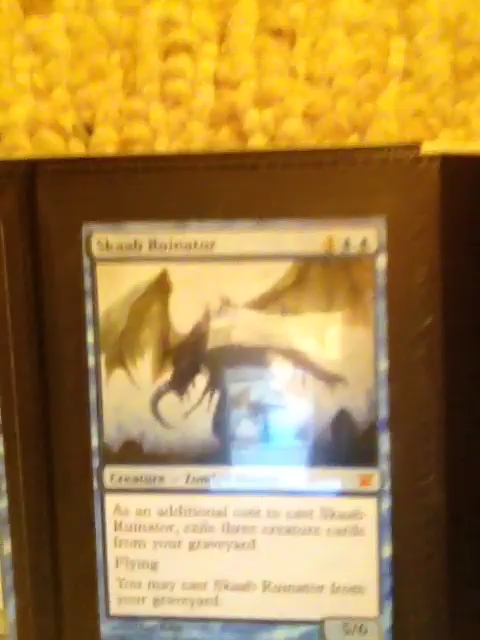 Skaab Ruinator
Creature — Zom
As an additional cost to cast Skaab
Ruinator, exile three creature cards
from your graveyard
Flying
You may cast Skaab Ruinator from
your graveyard.
5/6